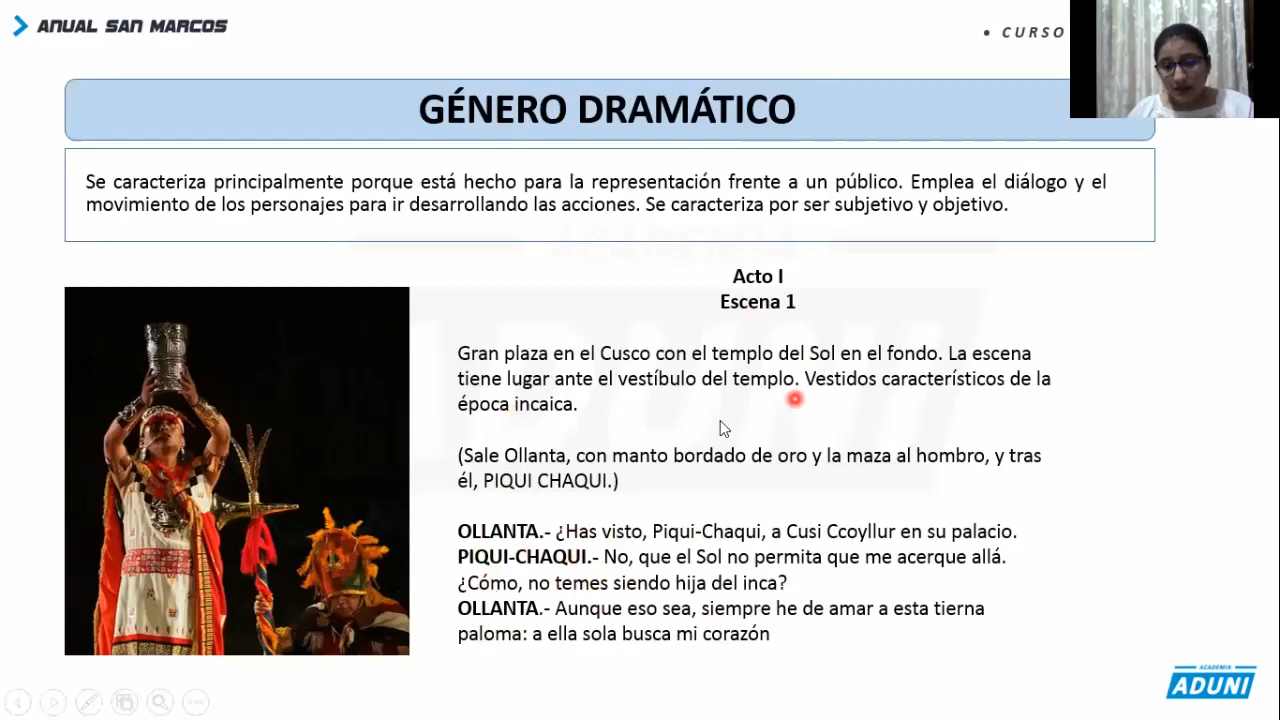 ANUAL SAN MARCOS
• CURSO
GÉNERO DRAMÁTICO
Se caracteriza principalmente porque está hecho para la representación frente a un público. Emplea el diálogo y el
movimiento de los personajes para ir desarrollando las acciones. Se caracteriza por ser subjetivo y objetivo.
Acto I
Escena 1
Gran plaza en el Cusco con el templo del Sol en el fondo. La escena
tiene lugar ante el vestíbulo del templo. Vestidos característicos de la
época incaica.
(Sale Ollanta, con manto bordado de oro y la maza al hombro, y tras
él, PIQUI CHAQUI.)
OLLANTA.- ¿Has visto, Piqui-Chaqui, a Cusi Ccoyllur en su palacio.
PIQUI-CHAQUI.- No, que el Sol no permita que me acerque allá.
¿Cómo, no temes siendo hija del inca?
OLLANTA.- Aunque eso sea, siempre he de amar a esta tierna
paloma: a ella sola busca mi corazón
ACADEMIA
ADUNI